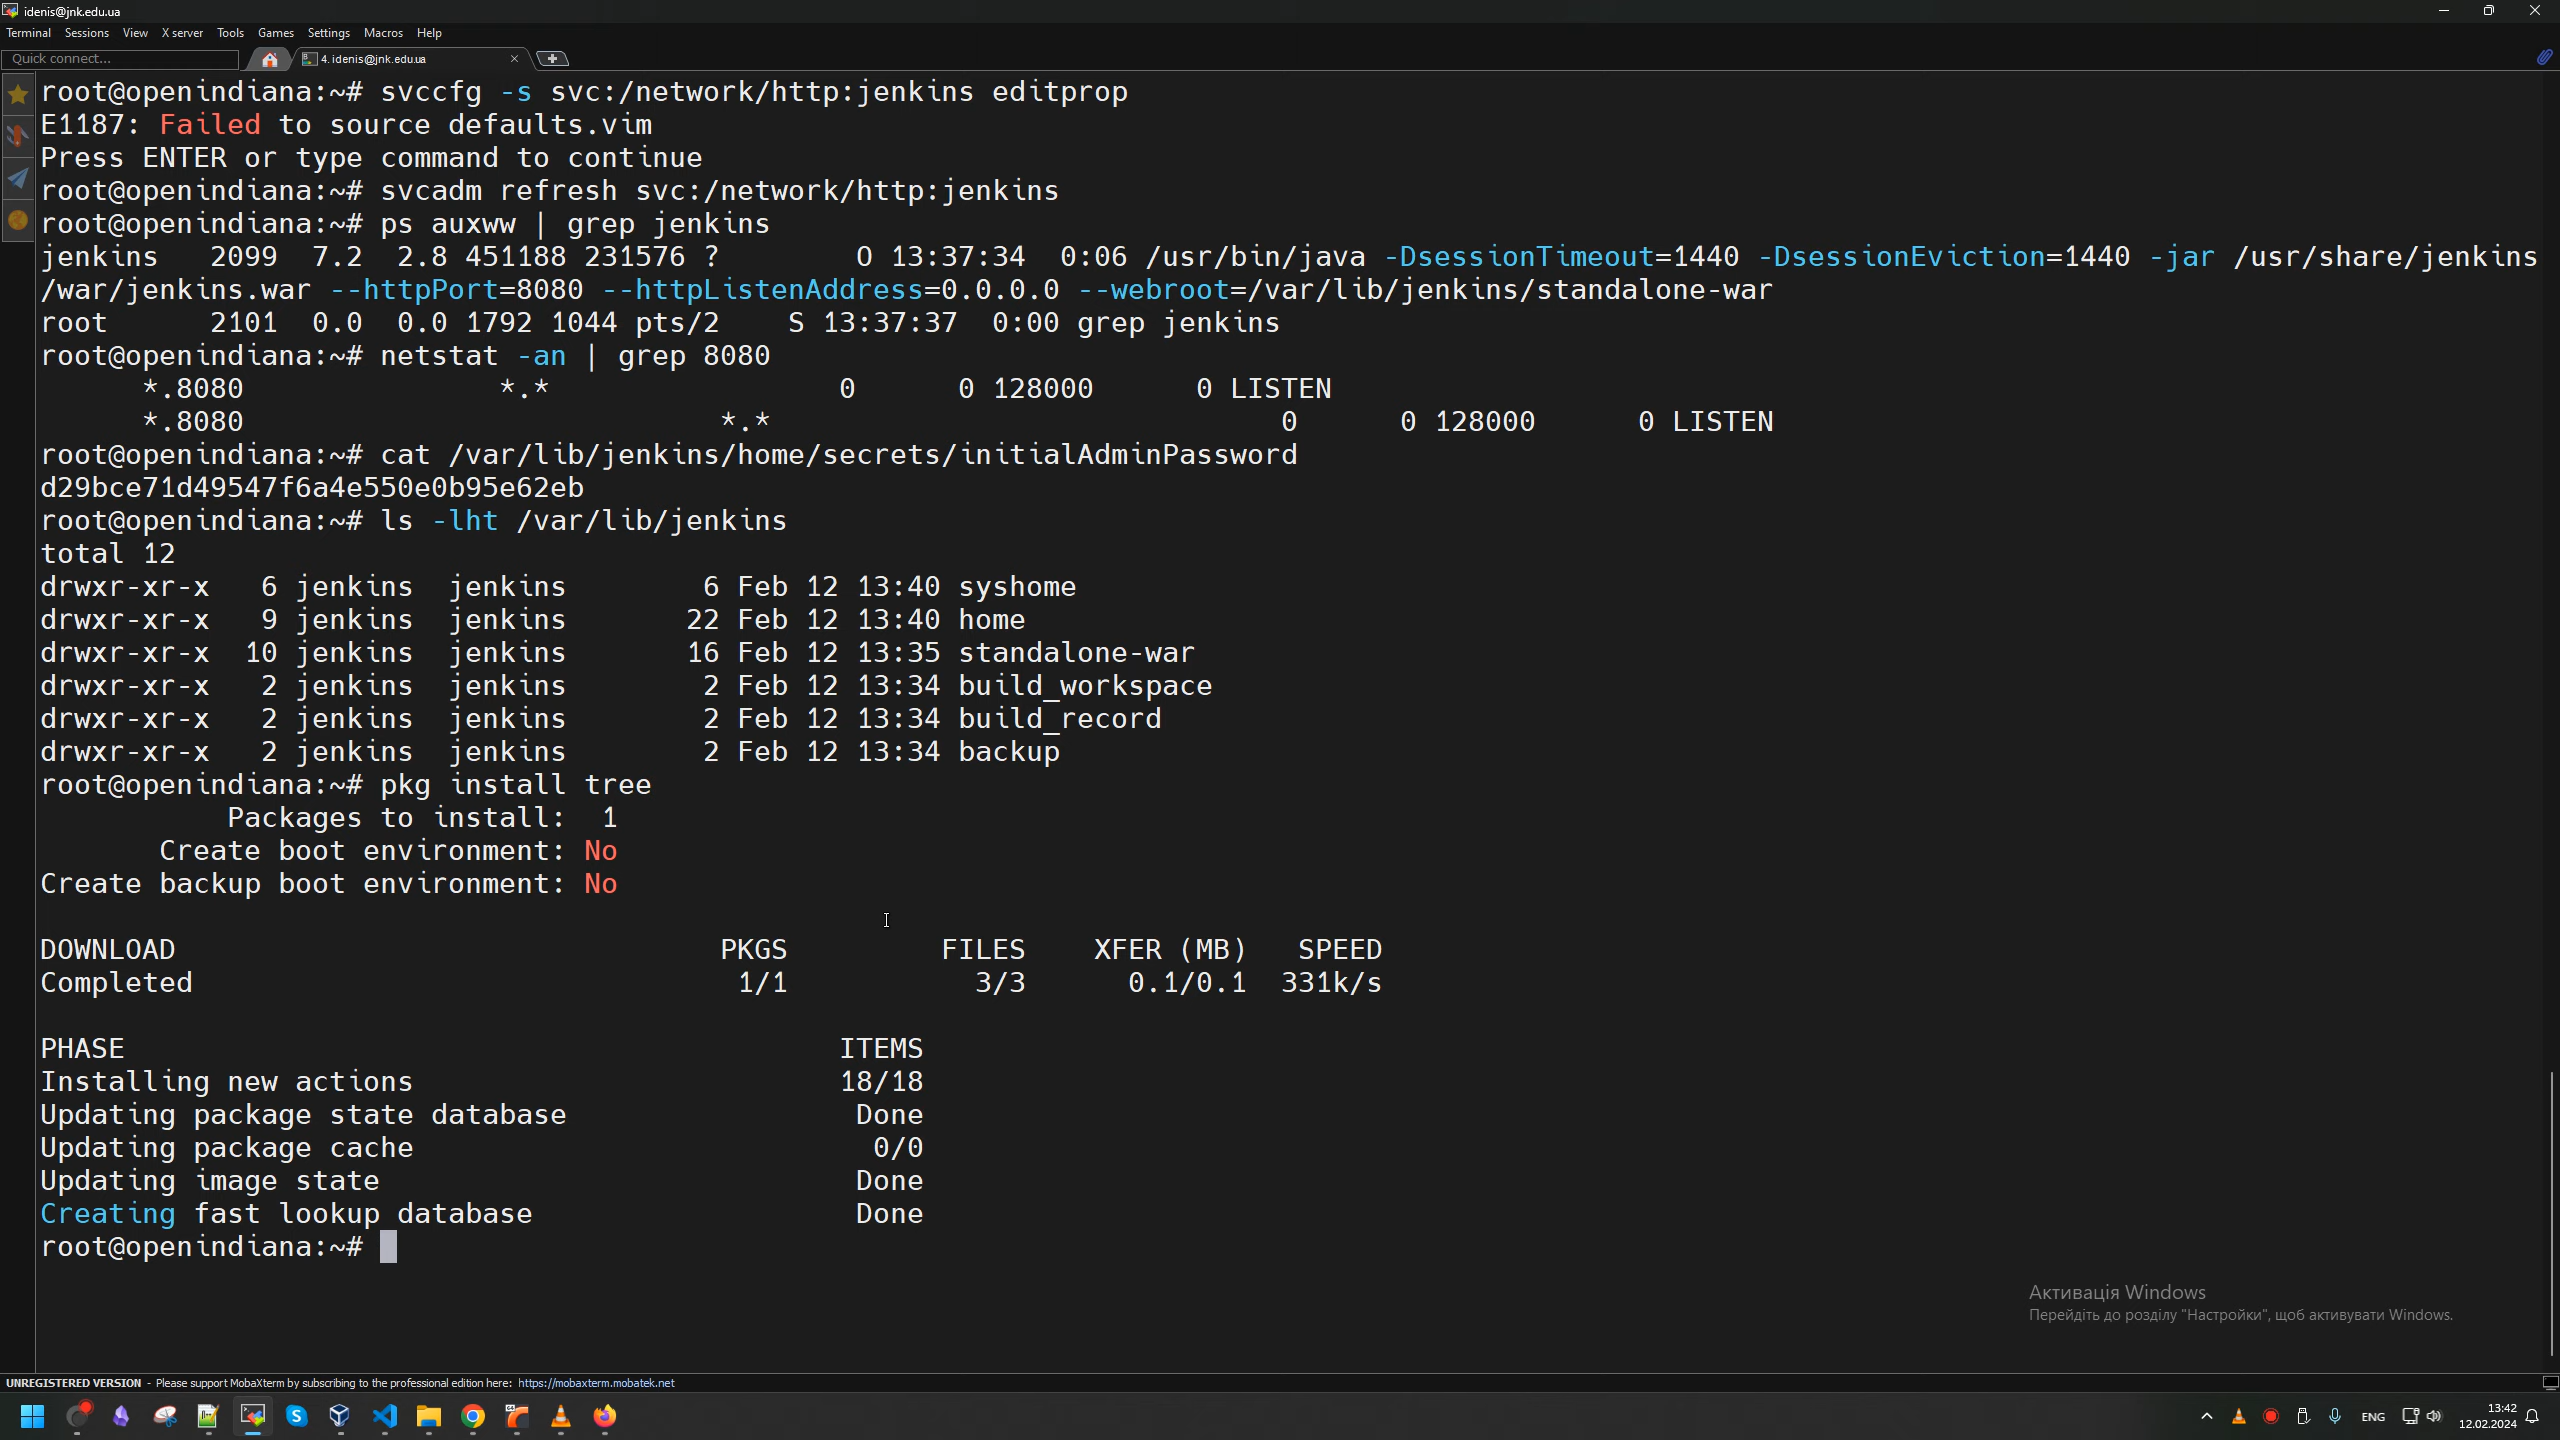 idenis@jnk.edu.ua
Terminal Sessions View X server Tools Games Settings Macros Help
Quick connect... 4. idenis@jnk.edu.ua
root@openindiana:~# svccfg -s svc:/network/http:jenkins editprop
E1187: Failed to source defaults.vim
Press ENTER or type command to continue
root@openindiana:~# svcadm refresh svc:/network/http:jenkins
root@openindiana:~# ps auxww | grep jenkins
jenkins   2099  7.2  2.8 451188 231576 ?        O 13:37:34  0:06 /usr/bin/java -DsessionTimeout=1440 -DsessionEviction=1440 -jar /usr/share/jenkins
/war/jenkins.war --httpPort=8080 --httpListenAddress=0.0.0.0 --webroot=/var/lib/jenkins/standalone-war
root      2101  0.0  0.0 1792 1044 pts/2    S 13:37:37  0:00 grep jenkins
root@openindiana:~# netstat -an | grep 8080
      *.8080               *.*                 0      0 128000      0 LISTEN
      *.8080                            *.*                              0      0 128000      0 LISTEN
root@openindiana:~# cat /var/lib/jenkins/home/secrets/initialAdminPassword
d29bce71d49547f6a4e550e0b95e62eb
root@openindiana:~# ls -lht /var/lib/jenkins
total 12
drwxr-xr-x   6 jenkins  jenkins        6 Feb 12 13:40 syshome
drwxr-xr-x   9 jenkins  jenkins       22 Feb 12 13:40 home
drwxr-xr-x  10 jenkins  jenkins       16 Feb 12 13:35 standalone-war
drwxr-xr-x   2 jenkins  jenkins        2 Feb 12 13:34 build_workspace
drwxr-xr-x   2 jenkins  jenkins        2 Feb 12 13:34 build_record
drwxr-xr-x   2 jenkins  jenkins        2 Feb 12 13:34 backup
root@openindiana:~# pkg install tree
           Packages to install:  1
       Create boot environment: No
Create backup boot environment: No
DOWNLOAD                                PKGS         FILES    XFER (MB)   SPEED
Completed                                1/1           3/3      0.1/0.1  331k/s
PHASE                                          ITEMS
Installing new actions                         18/18
Updating package state database                 Done
Updating package cache                           0/0
Updating image state                            Done
Creating fast lookup database                   Done
root@openindiana:~#
Активація Windows
Перейдіть до розділу "Настройки", щоб активувати Windows.
UNREGISTERED VERSION - Please support MobaXterm by subscribing to the professional edition here: https://mobaxterm.mobatek.net
ENG 13:42
12.02.2024